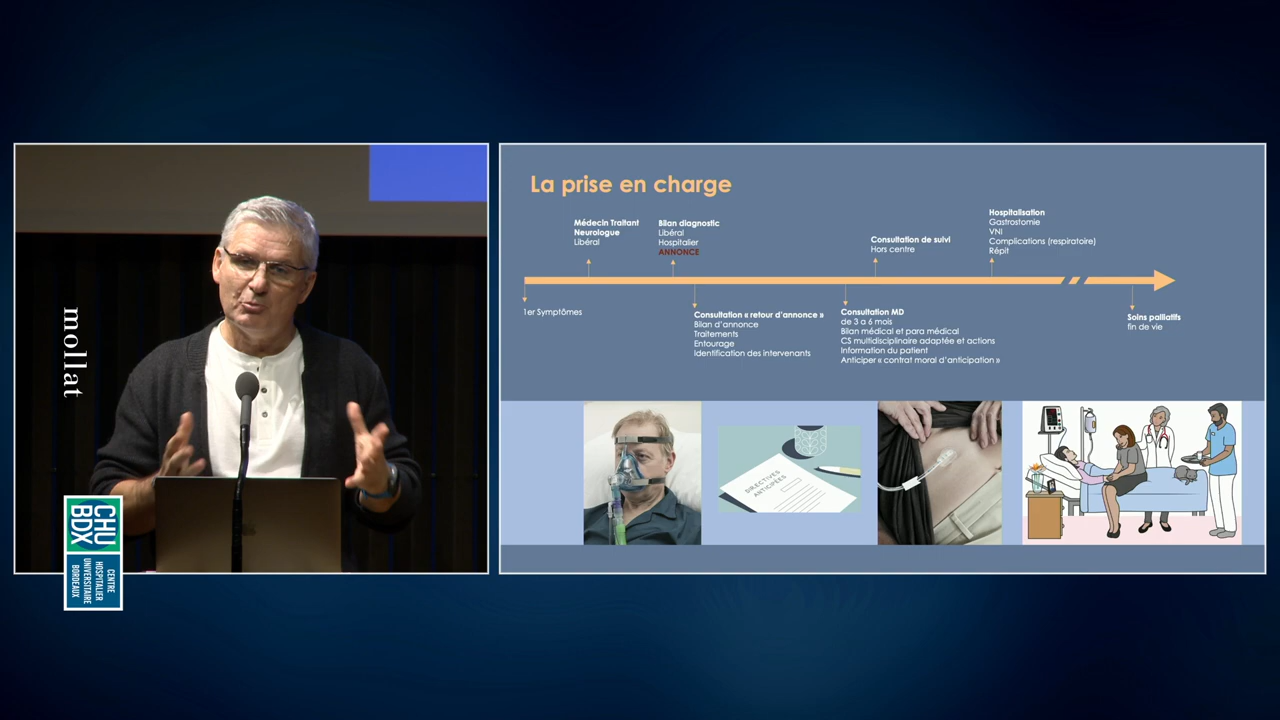 mollat
CHU
BDX
CENTRE
HOSPITALIER
UNIVERSITAIRE
BORDEAUX
La prise en charge
Médecin Traitant
Neurologue
Libéral
Bilan diagnostic
Libéral
Hospitalier
ANNONCE
Consultation de suivi
Hors centre
Hospitalisation
Gastrostomie
VNI
Complications (respiratoire)
Répit
1er Symptômes
Consultation « retour d'annonce »
Bilan d'annonce
Traitements
Entourage
Identification des intervenants
Consultation MD
de 3 a 6 mois
Bilan médical et para médical
CS multidisciplinaire adaptée et actions
Information du patient
Anticiper « contrat moral d'anticipation »
Soins palliatifs
fin de vie
DIRECTIVES
ANTICIPÉES